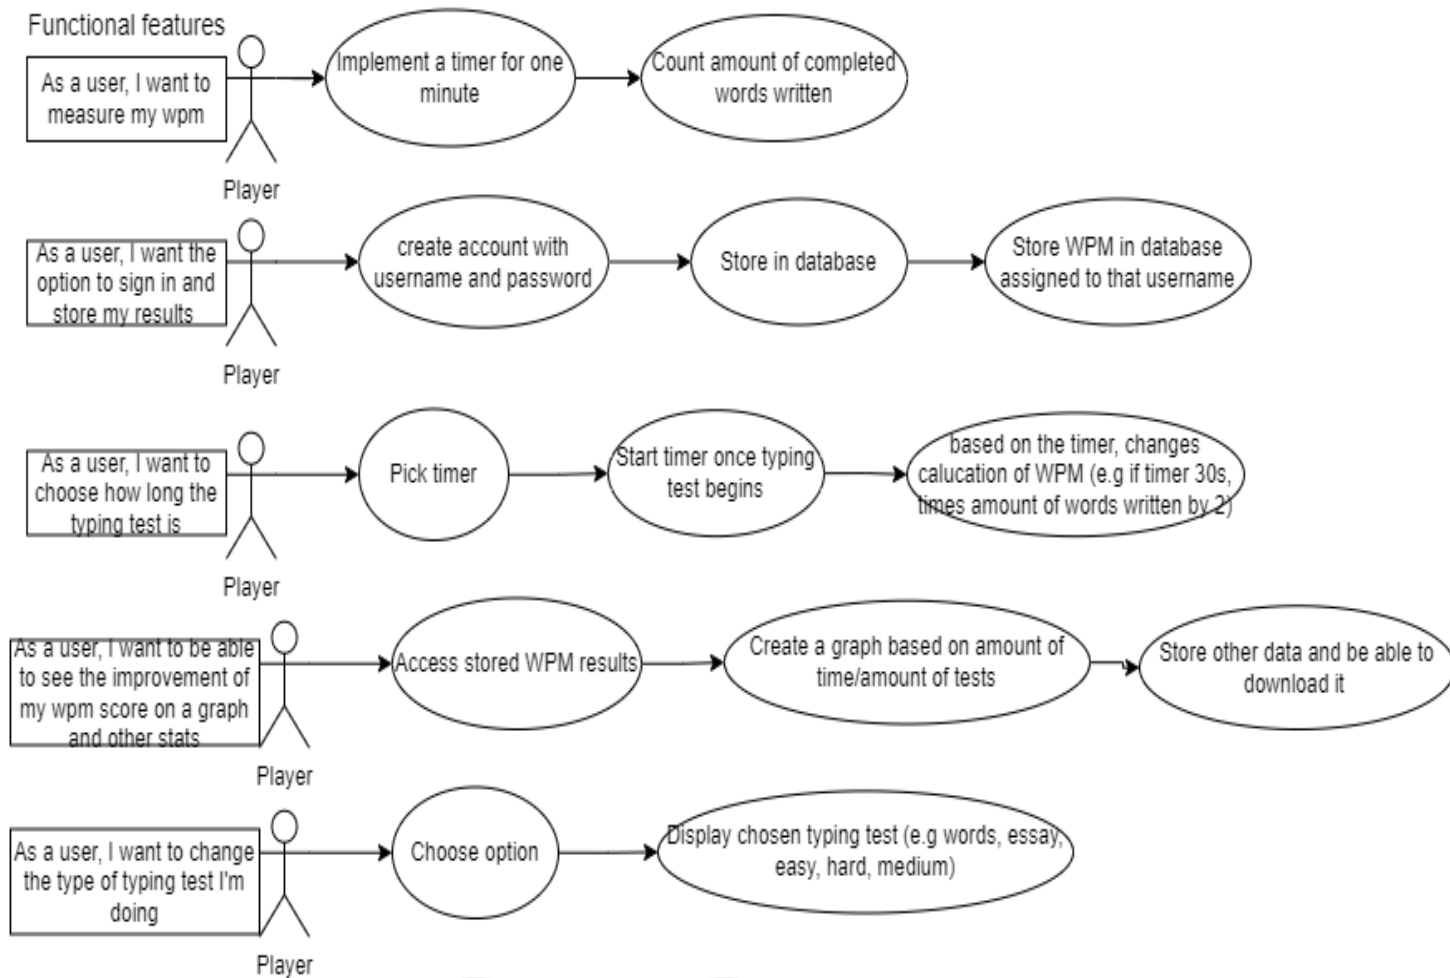 Functional features
As a user, I want to
measure my wpm
Player
Implement a timer for one
minute
Count amount of completed
words written
As a user, I want the
option to sign in and
store my results
Player
create account with
username and password
Store in database
Store WPM in database
assigned to that username
As a user, I want to
choose how long the
typing test is
Player
Pick timer
Start timer once typing
test begins
based on the timer, changes
calucation of WPM (e.g if timer 30s,
times amount of words written by 2)
As a user, I want to be able
to see the improvement of
my wpm score on a graph
and other stats
Player
Access stored WPM results
Create a graph based on amount of
time/amount of tests
Store other data and be able to
download it
As a user, I want to change
the type of typing test I'm
doing
Player
Choose option
Display chosen typing test (e.g words, essay,
easy, hard, medium)